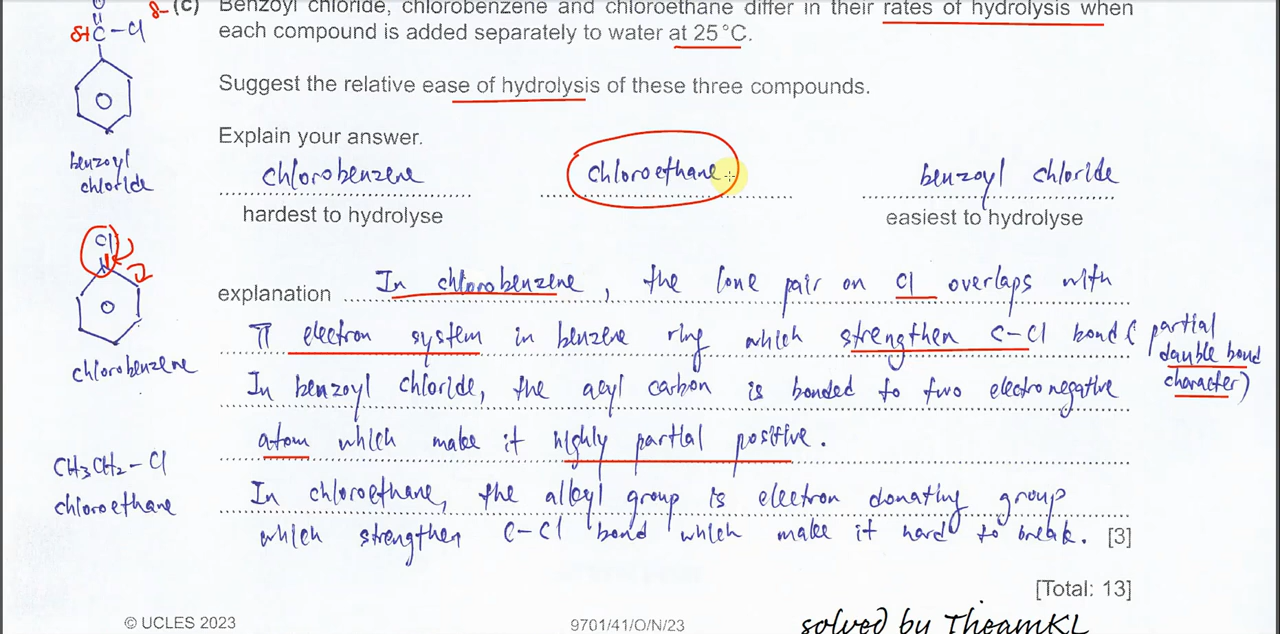 (c) Benzoyl chloride, chlorobenzene and chloroethane differ in their rates of hydrolysis when
each compound is added separately to water at 25 °C.
Suggest the relative ease of hydrolysis of these three compounds.
Explain your answer.
chlorobenzene chloroethane benzoyl chloride
hardest to hydrolyse easiest to hydrolyse
explanation In chlorobenzene, the lone pair on Cl overlaps with
π electron system in benzene ring which strengthen C-Cl bond ( partial
double bond
character)
In benzoyl chloride, the acyl carbon is bonded to two electronegative
atom which make it highly partial positive.
In chloroethane, the alkyl group is electron donating group
which strengthen C-Cl bond which make it hard to break. [3]
[Total: 13]
O
δ-
δ+ C-Cl
benzoyl
chloride
Cl
chlorobenzene
CH3CH2-Cl
chloroethane
© UCLES 2023 9701/41/O/N/23 solved by TheamKL